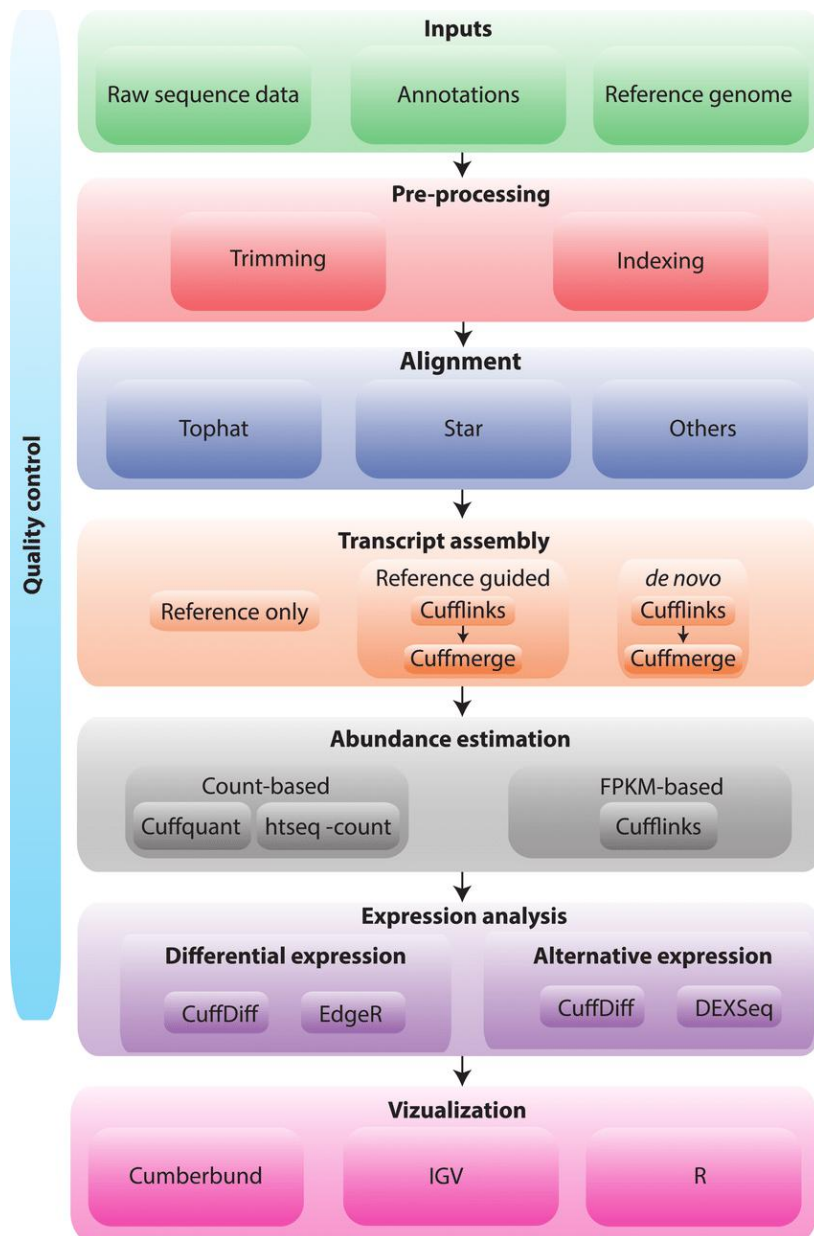 Quality control
Inputs
Raw sequence data
Annotations
Reference genome
Pre-processing
Trimming
Indexing
Alignment
Tophat
Star
Others
Transcript assembly
Reference only
Reference guided
Cufflinks
Cuffmerge
de novo
Cufflinks
Cuffmerge
Abundance estimation
Count-based
Cuffquant
htseq -count
FPKM-based
Cufflinks
Expression analysis
Differential expression
CuffDiff
EdgeR
Alternative expression
CuffDiff
DEXSeq
Vizualization
Cumberbund
IGV
R